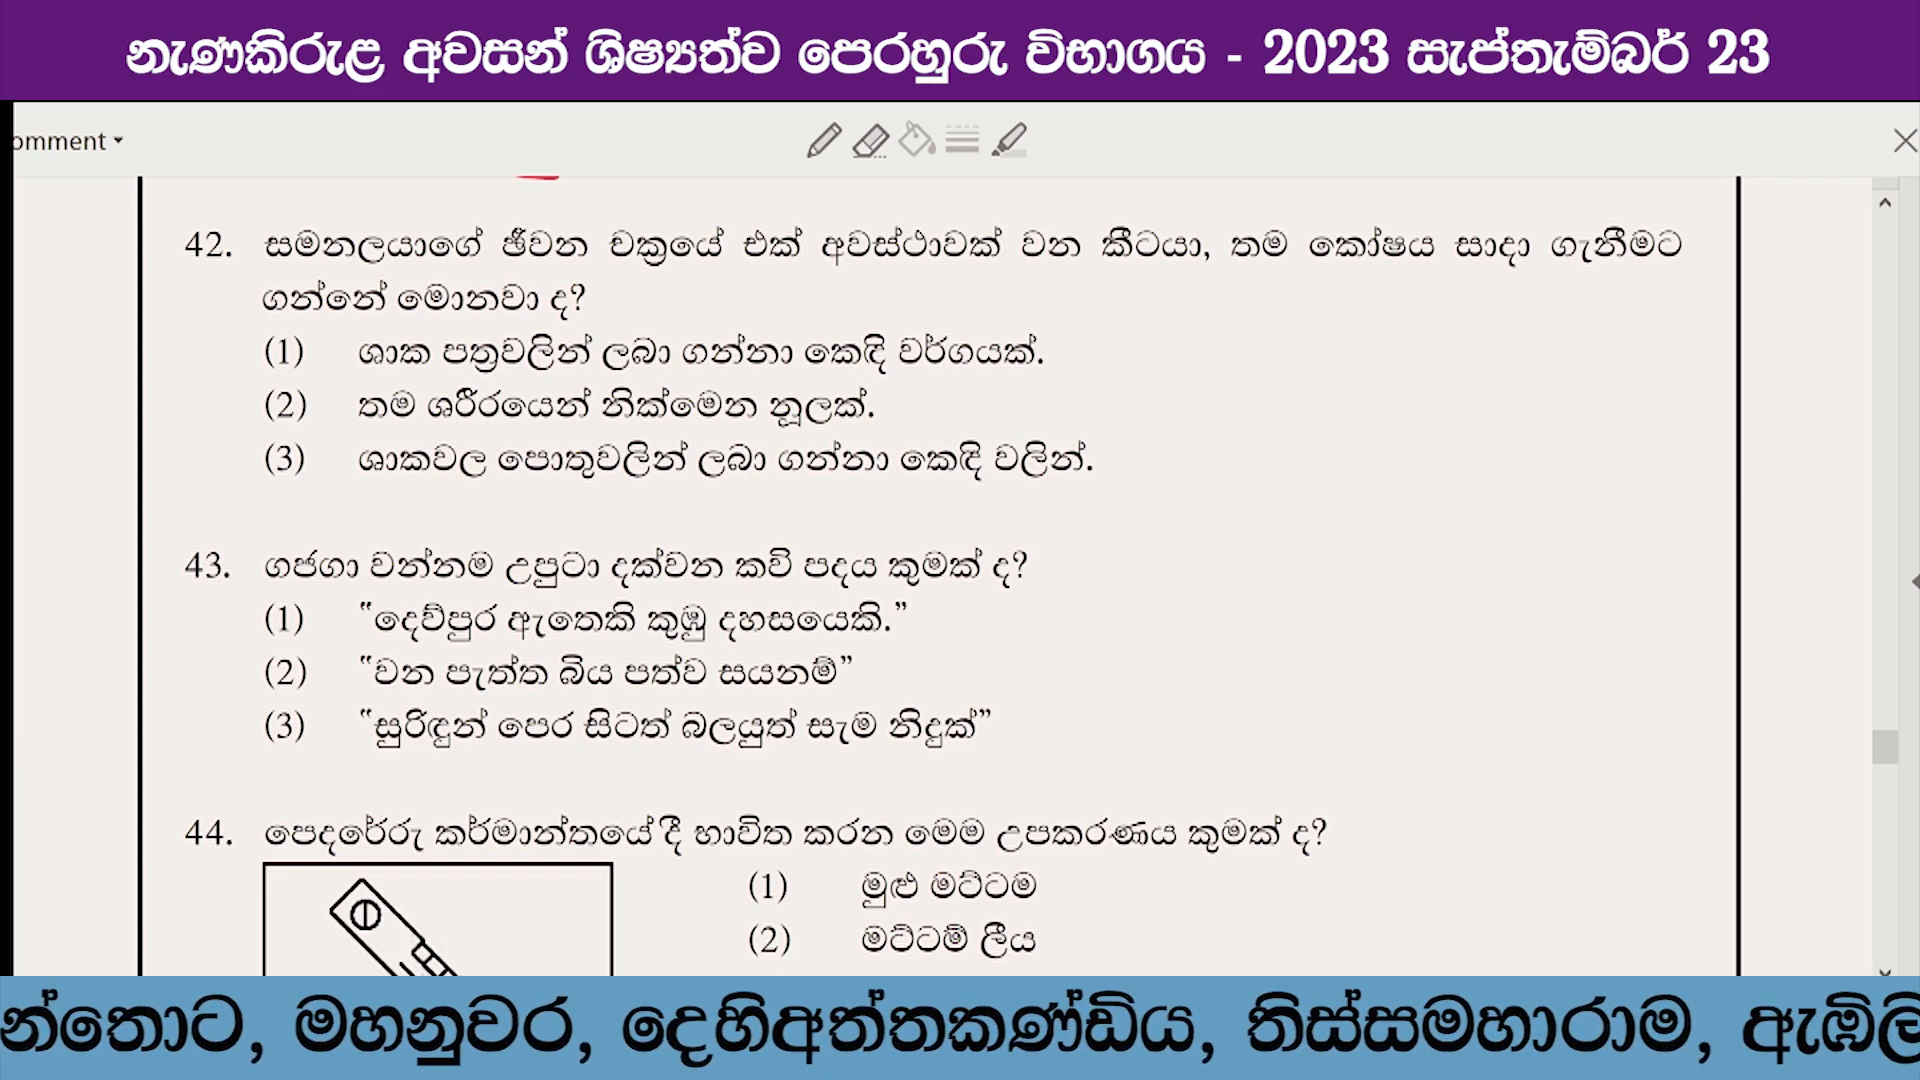 නැණකිරුළ අවසන් ශිෂ්‍යත්ව පෙරහුරු විභාගය - 2023 සැප්තැම්බර් 23
omment
42. සමනලයාගේ ජීවන චක්‍රයේ එක් අවස්ථාවක් වන කීටයා, තම කෝෂය සාදා ගැනීමට
ගන්නේ මොනවා ද?
(1) ශාක පත්‍රවලින් ලබා ගන්නා කෙඳි වර්ගයක්.
(2) තම ශරීරයෙන් නික්මෙන නූලක්.
(3) ශාකවල පොතුවලින් ලබා ගන්නා කෙඳි වලින්.
43. ගජගා වන්නම උපුටා දක්වන කවි පදය කුමක් ද?
(1) "දෙව්පුර ඇතෙකි කුඹු දහසයෙකි."
(2) "වන පැත්ත බිය පත්ව සයනම්"
(3) "සුරිඳුන් පෙර සිටත් බලයුත් සැම නිදුක්"
44. පෙදරේරු කර්මාන්තයේ දී භාවිත කරන මෙම උපකරණය කුමක් ද?
(1) මුළු මට්ටම
(2) මට්ටම් ලීය
න්තොට, මහනුවර, දෙහිඅත්තකණ්ඩිය, තිස්සමහාරාම, ඇඹිලි